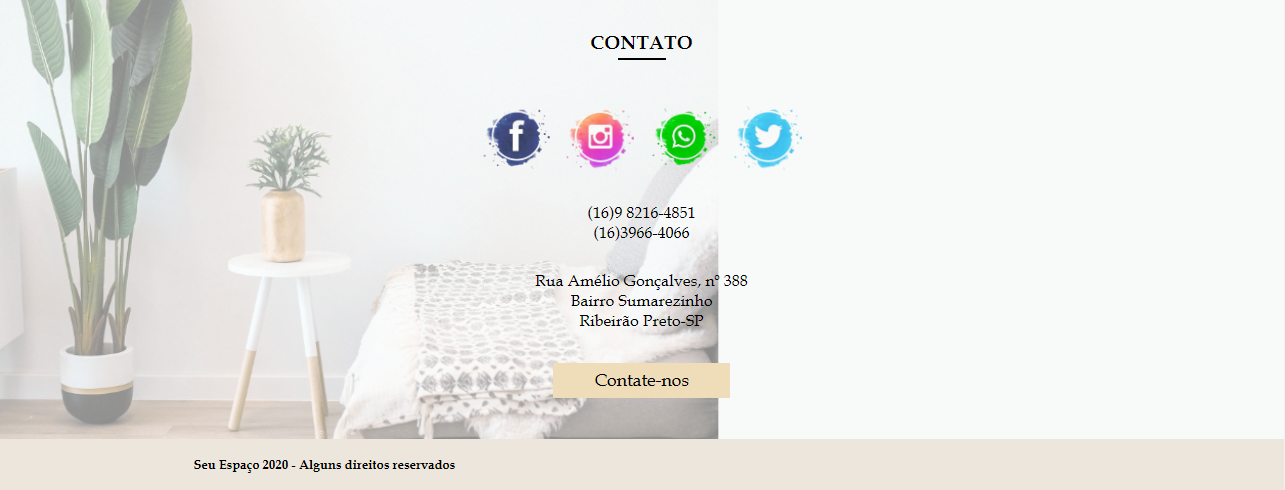 CONTATO
(16)9 8216-4851
(16)3966-4066
Rua Amélio Gonçalves, nº 388
Bairro Sumarezinho
Ribeirão Preto-SP
Contate-nos
Seu Espaço 2020 - Alguns direitos reservados